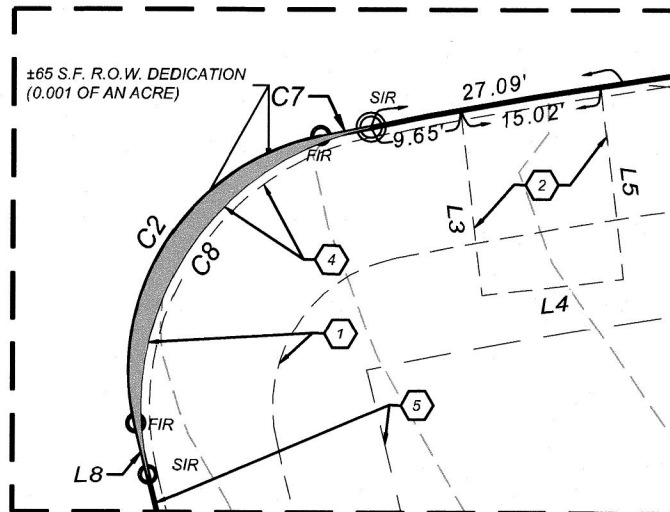 ±65 S.F. R.O.W. DEDICATION
(0.001 OF AN ACRE)
C7
SIR
27.09'
9.65'
15.02'
FIR
C2
C8
L3
2
L5
4
L4
1
5
FIR
L8
SIR